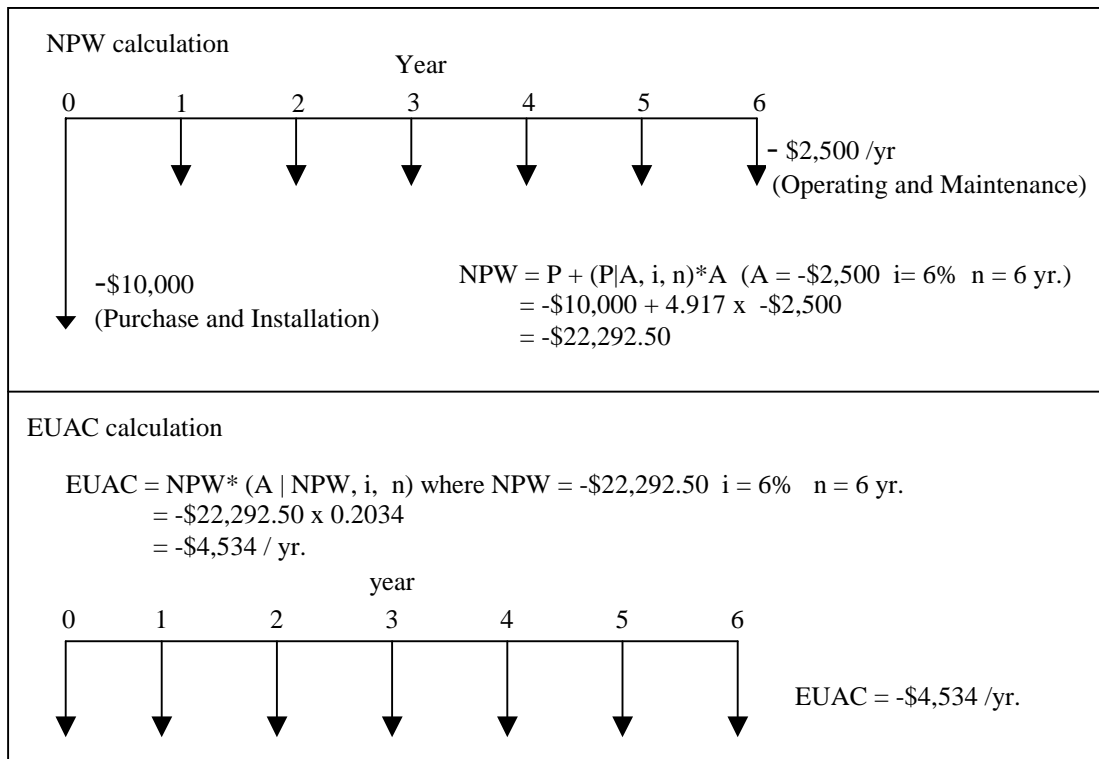 NPW calculation
Year
0 1 2 3 4 5 6
- $2,500 /yr
(Operating and Maintenance)
-$10,000
(Purchase and Installation)
NPW = P + (P|A, i, n)*A (A = -$2,500 i= 6% n = 6 yr.)
= -$10,000 + 4.917 x -$2,500
= -$22,292.50
EUAC calculation
EUAC = NPW* (A | NPW, i, n) where NPW = -$22,292.50 i = 6% n = 6 yr.
= -$22,292.50 x 0.2034
= -$4,534 / yr.
year
0 1 2 3 4 5 6
EUAC = -$4,534 /yr.